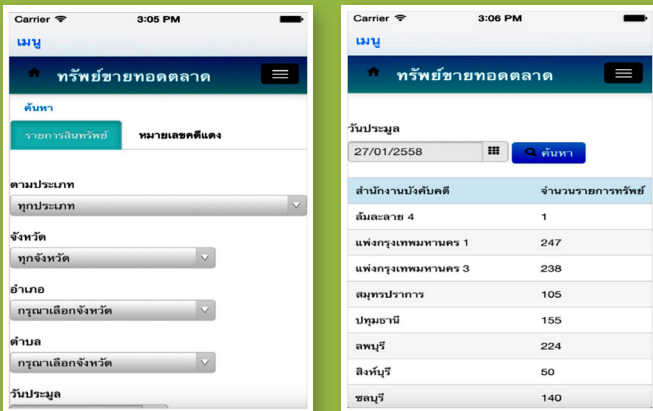 Carrier 3:05 PM
เมนู
ทรัพย์ขายทอดตลาด
ค้นหา
รายการสินทรัพย์ หมายเลขคดีแดง
ตามประเภท
ทุกประเภท
จังหวัด
ทุกจังหวัด
อำเภอ
กรุณาเลือกจังหวัด
ตำบล
กรุณาเลือกจังหวัด
วันประมูล
Carrier 3:06 PM
เมนู
ทรัพย์ขายทอดตลาด
วันประมูล
27/01/2558 ค้นหา
สำนักงานบังคับคดี จำนวนรายการทรัพย์
ล้มละลาย 4 1
แพ่งกรุงเทพมหานคร 1 247
แพ่งกรุงเทพมหานคร 3 238
สมุทรปราการ 105
ปทุมธานี 155
ลพบุรี 224
สิงห์บุรี 50
ชลบุรี 140